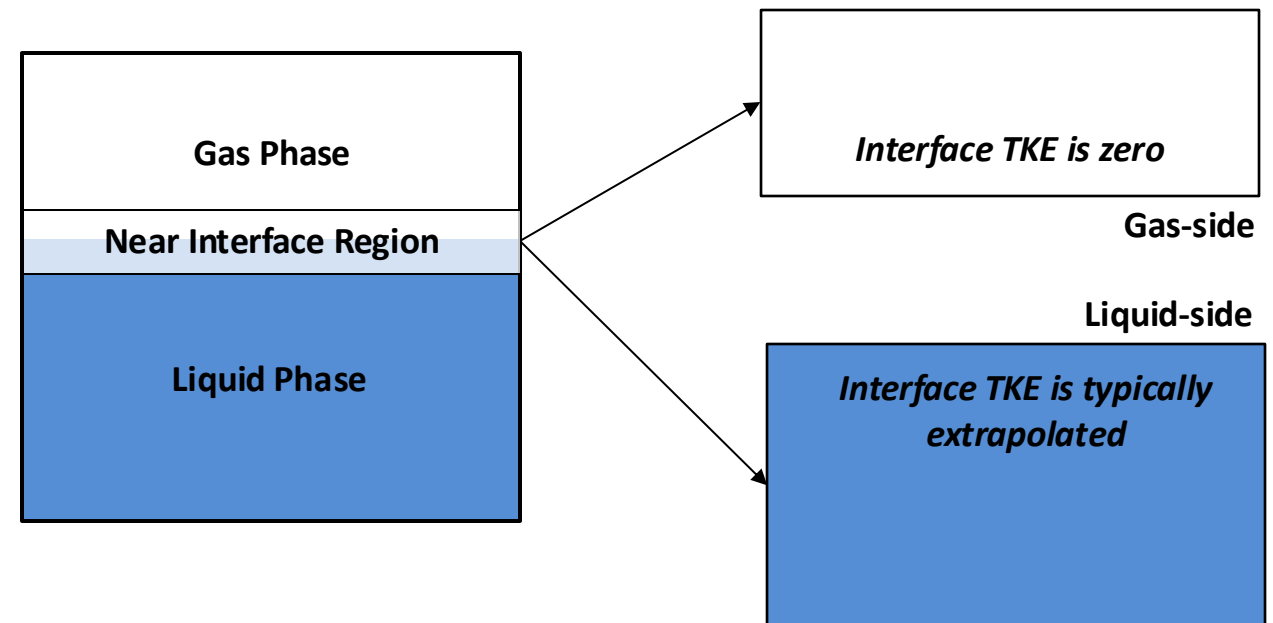 Gas Phase
Near Interface Region
Liquid Phase
Interface TKE is zero
Gas-side
Liquid-side
Interface TKE is typically
extrapolated